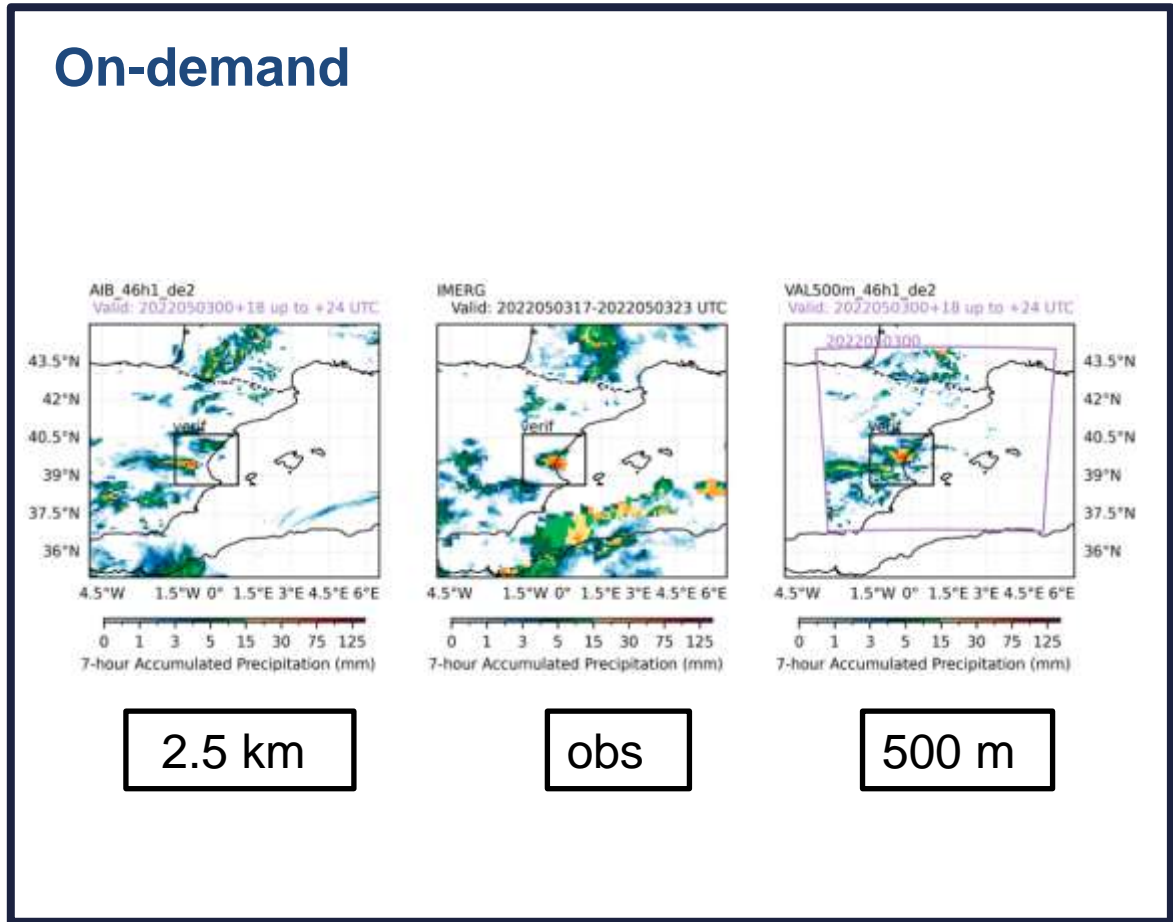 On-demand
AIB_46h1_de2
Valid: 2022050300+18 up to +24 UTC
43.5°N
42°N
40.5°N
39°N
37.5°N
36°N
verif
4.5°W 1.5°W 0° 1.5°E 3°E 4.5°E 6°E
0 1 3 5 15 30 75 125
7-hour Accumulated Precipitation (mm)
2.5 km
IMERG
Valid: 2022050317-2022050323 UTC
verif
4.5°W 1.5°W 0° 1.5°E 3°E 4.5°E 6°E
0 1 3 5 15 30 75 125
7-hour Accumulated Precipitation (mm)
obs
VAL500m_46h1_de2
Valid: 2022050300+18 up to +24 UTC
2022050300
verif
43.5°N
42°N
40.5°N
39°N
37.5°N
36°N
4.5°W 1.5°W 0° 1.5°E 3°E 4.5°E 6°E
0 1 3 5 15 30 75 125
7-hour Accumulated Precipitation (mm)
500 m